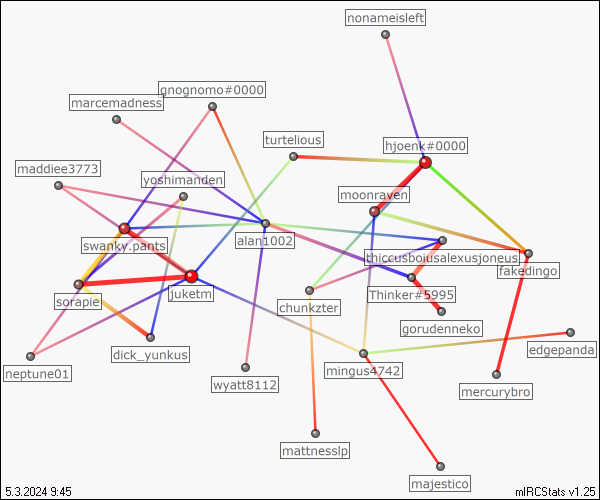 nonameisleft
gnognomo#0000
marcemadness
turtelious
hjoenk#0000
maddiee3773
yoshimanden
moonraven
swanky.pants
alan1002
thiccusboiusalexusjoneus
fakedingo
sorapie
juketm
chunkzter
Thinker#5995
gorudenneko
dick_yunkus
edgepanda
neptune01
wyatt8112
mingus4742
mercurybro
mattnesslp
majestico
5.3.2024 9:45
mIRCStats v1.25